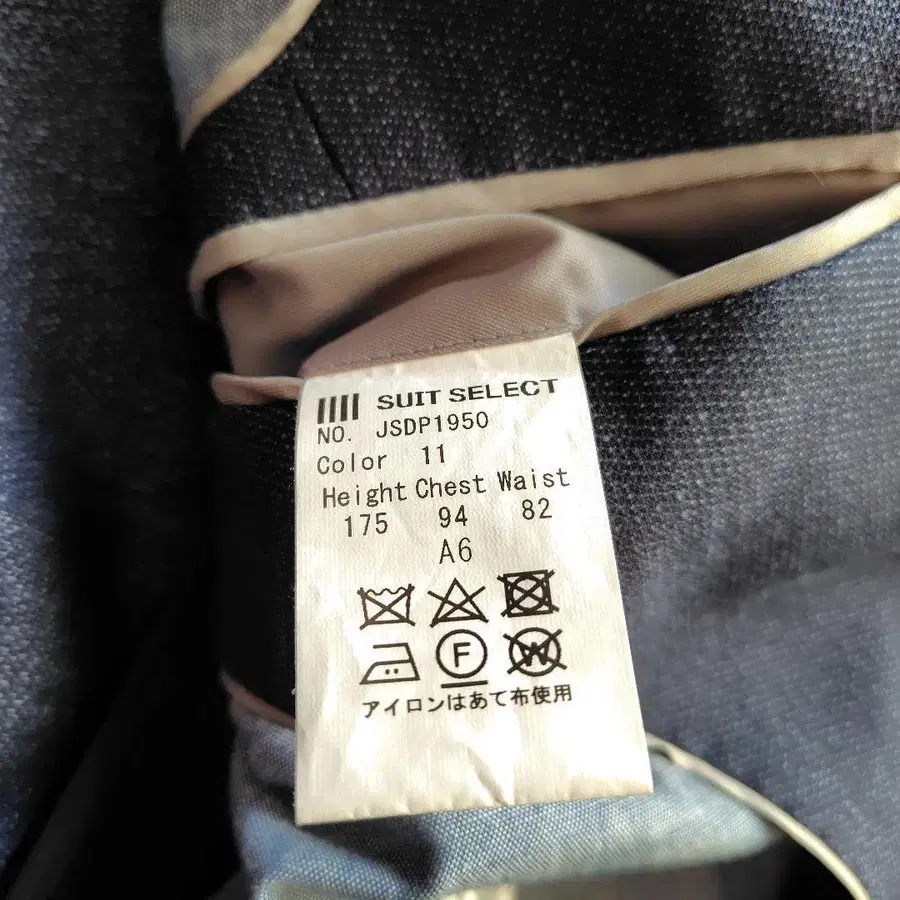 SUIT SELECT
NO. JSDP1950
Color 11
Height Chest Waist
175 94 82
A6
F W
アイロンはあて布使用